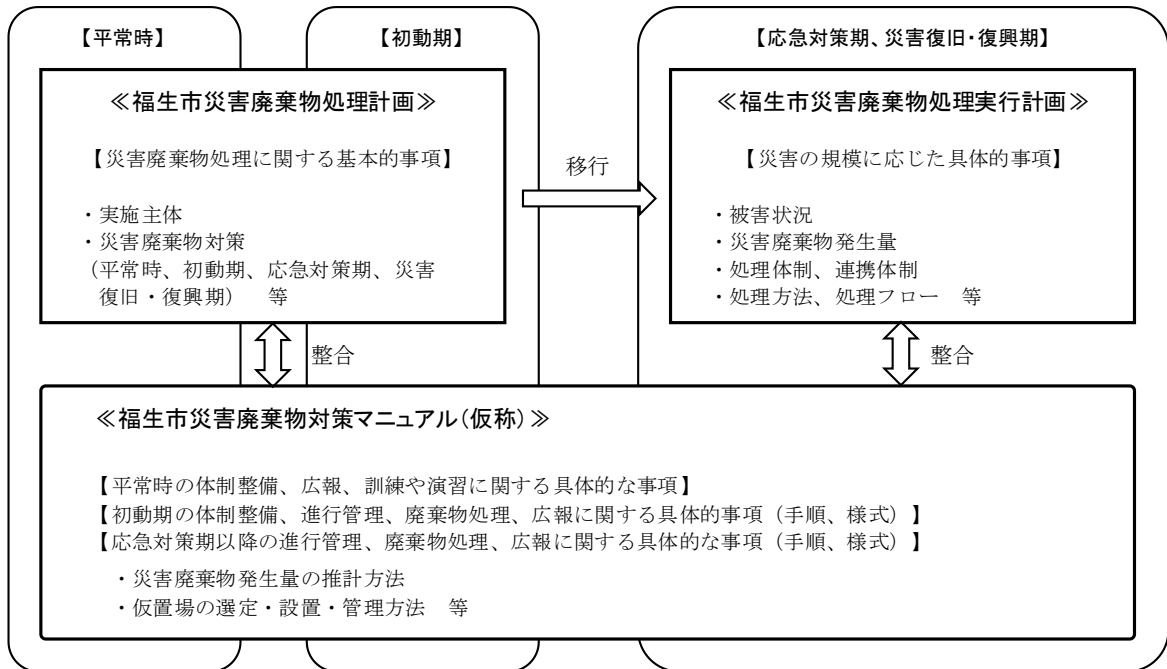 【平常時】
【初動期】
【応急対策期、災害復旧・復興期】
≪福生市災害廃棄物処理計画≫
【災害廃棄物処理に関する基本的事項】
・実施主体
・災害廃棄物対策
（平常時、初動期、応急対策期、災害
復旧・復興期）　等
移行
≪福生市災害廃棄物処理実行計画≫
【災害の規模に応じた具体的事項】
・被害状況
・災害廃棄物発生量
・処理体制、連携体制
・処理方法、処理フロー　等
整合
整合
≪福生市災害廃棄物対策マニュアル（仮称）≫
【平常時の体制整備、広報、訓練や演習に関する具体的な事項】
【初動期の体制整備、進行管理、廃棄物処理、広報に関する具体的事項（手順、様式）】
【応急対策期以降の進行管理、廃棄物処理、広報に関する具体的な事項（手順、様式）】
・災害廃棄物発生量の推計方法
・仮置場の選定・設置・管理方法　等